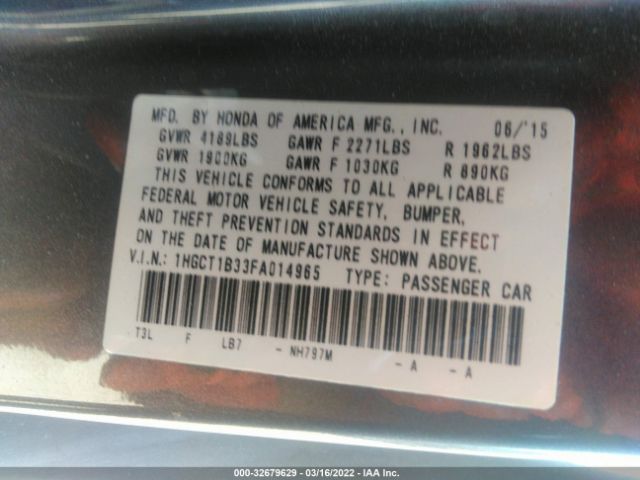 MFD. BY HONDA OF AMERICA MFG., INC. 06/'15
GVWR 4189LBS GAWR F 2271LBS R 1962LBS
GVWR 1900KG GAWR F 1030KG R 890KG
THIS VEHICLE CONFORMS TO ALL APPLICABLE
FEDERAL MOTOR VEHICLE SAFETY, BUMPER,
AND THEFT PREVENTION STANDARDS IN EFFECT
ON THE DATE OF MANUFACTURE SHOWN ABOVE.
V.I.N.: 1HGCT1B33FA014965 TYPE: PASSENGER CAR
T3L F LB7 - NH797M - A - A
000-32679629 - 03/16/2022 - IAA Inc.